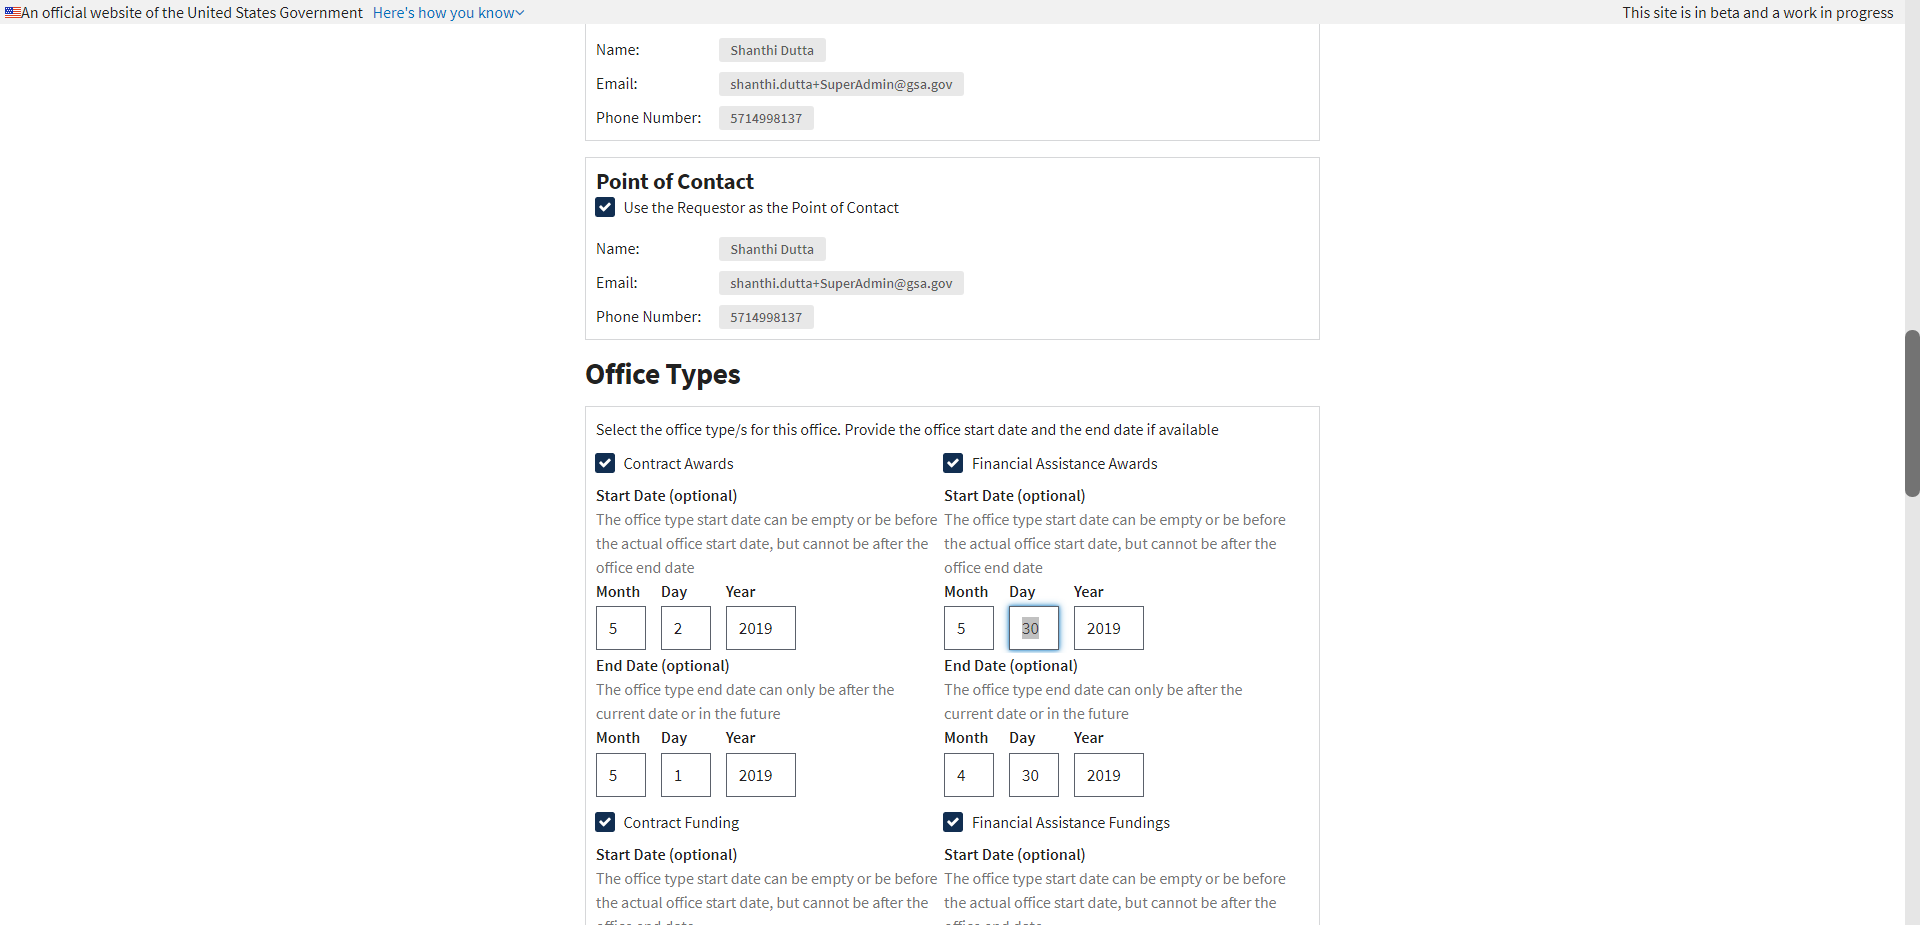 An official website of the United States Government Here's how you know
This site is in beta and a work in progress
Name: Shanthi Dutta
Email: shanthi.dutta+SuperAdmin@gsa.gov
Phone Number: 5714998137
Point of Contact
Use the Requestor as the Point of Contact
Name: Shanthi Dutta
Email: shanthi.dutta+SuperAdmin@gsa.gov
Phone Number: 5714998137
Office Types
Select the office type/s for this office. Provide the office start date and the end date if available
Contract Awards
Start Date (optional)
The office type start date can be empty or be before
the actual office start date, but cannot be after the
office end date
Month Day Year
5 2 2019
End Date (optional)
The office type end date can only be after the
current date or in the future
Month Day Year
5 1 2019
Financial Assistance Awards
Start Date (optional)
The office type start date can be empty or be before
the actual office start date, but cannot be after the
office end date
Month Day Year
5 30 2019
End Date (optional)
The office type end date can only be after the
current date or in the future
Month Day Year
4 30 2019
Contract Funding
Start Date (optional)
The office type start date can be empty or be before
the actual office start date, but cannot be after the
office end date
Financial Assistance Fundings
Start Date (optional)
The office type start date can be empty or be before
the actual office start date, but cannot be after the
office end date